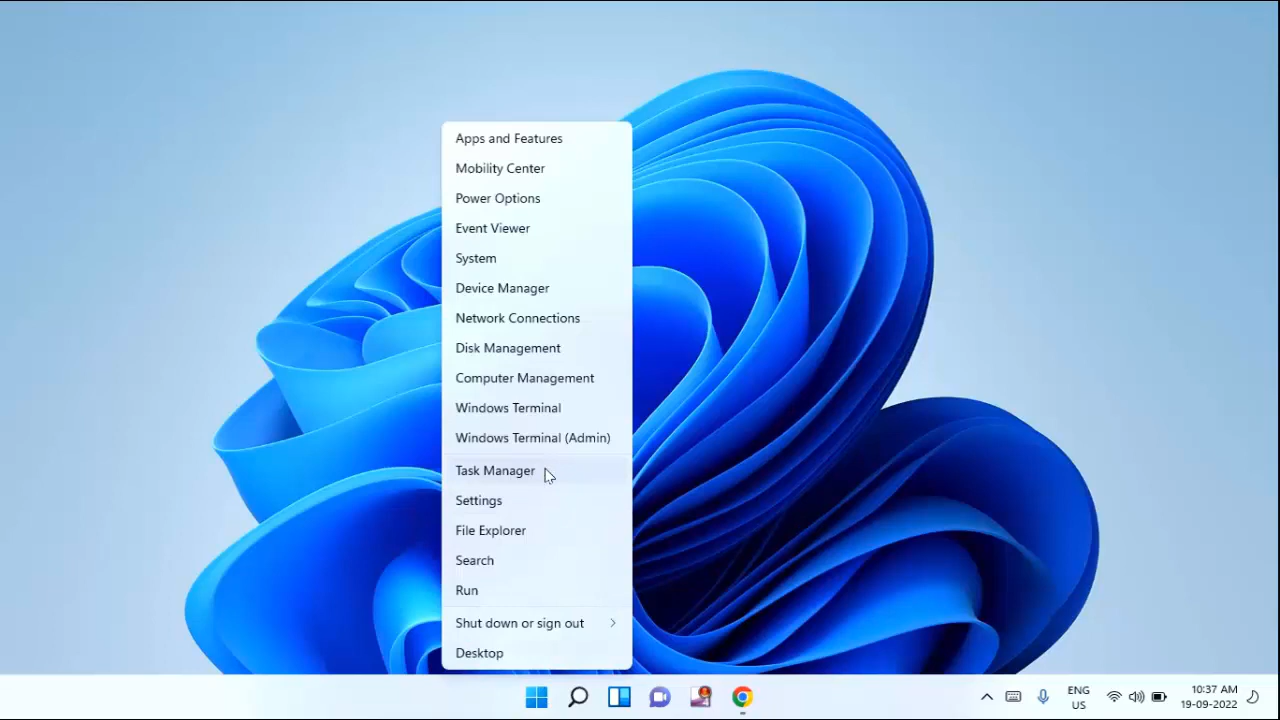 Apps and Features
Mobility Center
Power Options
Event Viewer
System
Device Manager
Network Connections
Disk Management
Computer Management
Windows Terminal
Windows Terminal (Admin)
Task Manager
Settings
File Explorer
Search
Run
Shut down or sign out
Desktop
ENG
US
10:37 AM
19-09-2022